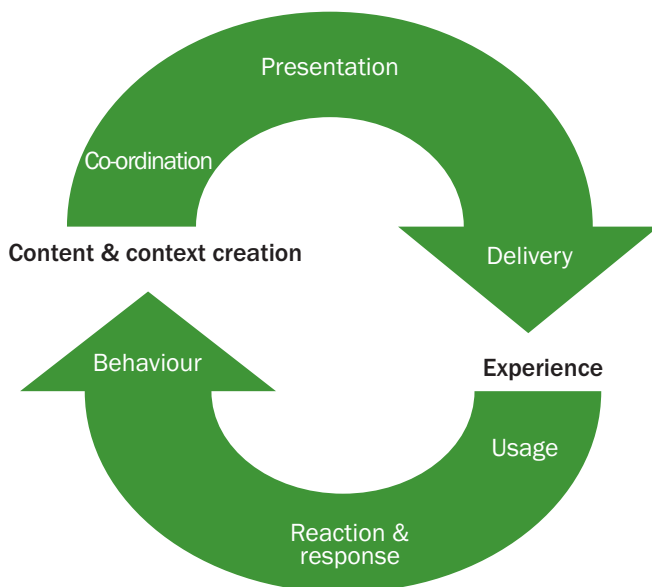 Presentation
Co-ordination
Content & context creation
Delivery
Behaviour
Experience
Usage
Reaction &
response